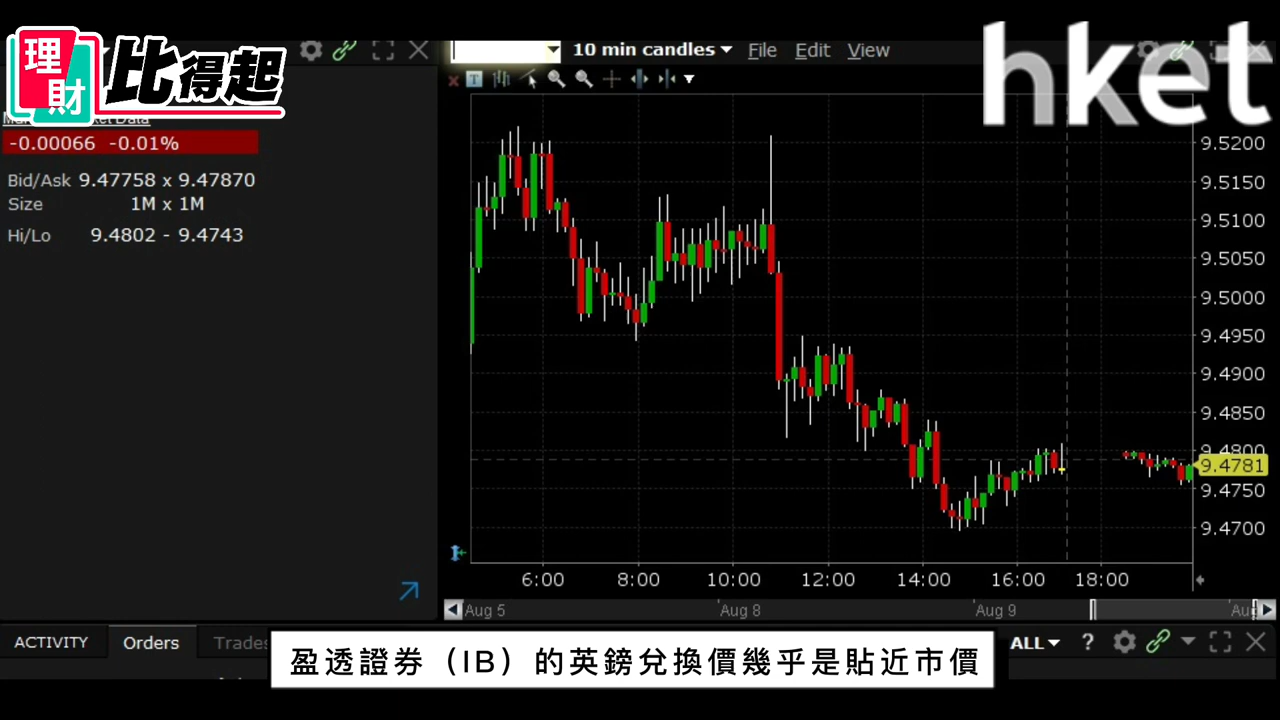 理財
比得起
hket
10 min candles File Edit View
-0.00066 -0.01%
Bid/Ask 9.47758 x 9.47870
Size 1M x 1M
Hi/Lo 9.4802 - 9.4743
9.5200
9.5150
9.5100
9.5050
9.5000
9.4950
9.4900
9.4850
9.4800
9.4781
9.4750
9.4700
6:00 8:00 10:00 12:00 14:00 16:00 18:00
Aug 5 Aug 8 Aug 9
ACTIVITY Orders Trades ALL ?
盈透證券（IB）的英鎊兌換價幾乎是貼近市價